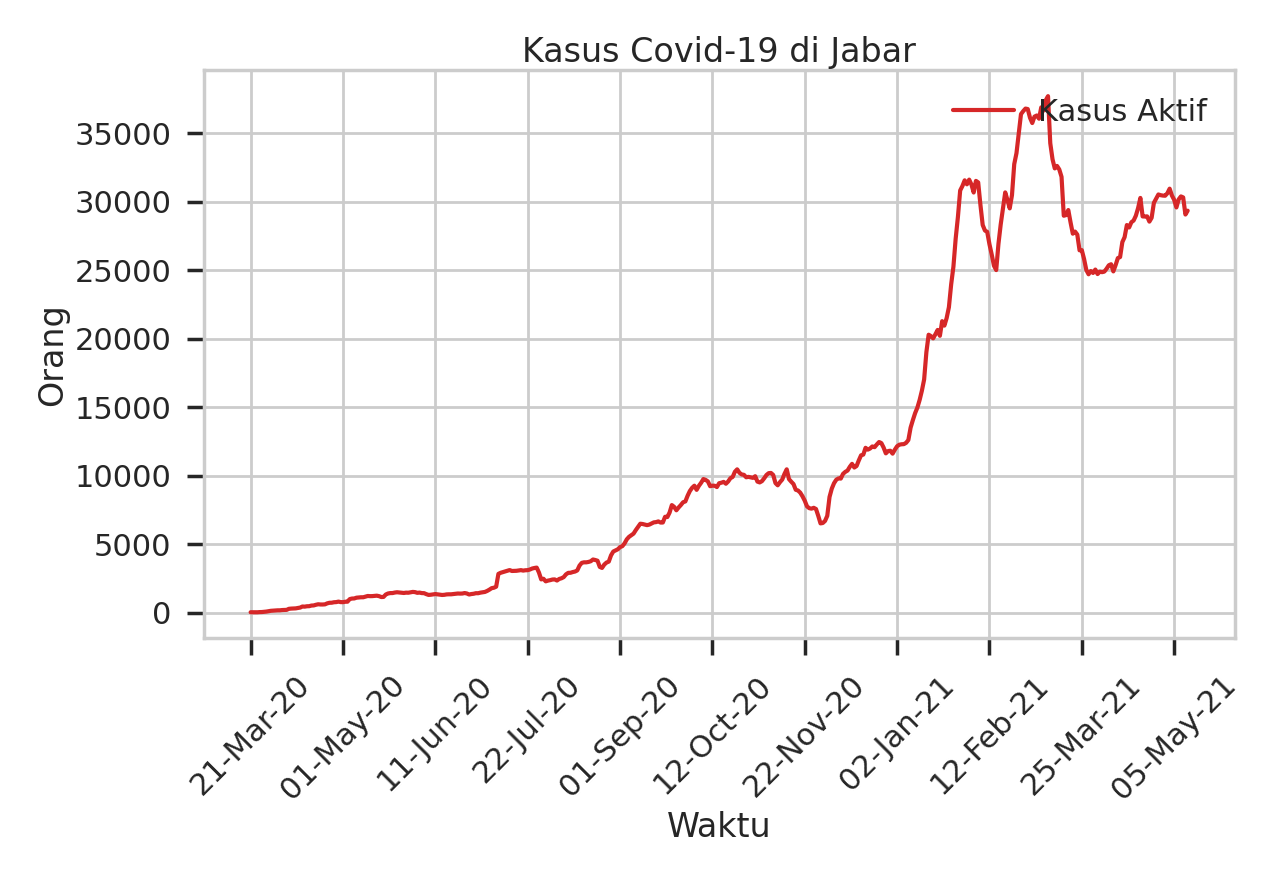 Kasus Covid-19 di Jabar
Kasus Aktif
Orang
35000
30000
25000
20000
15000
10000
5000
0
21-Mar-20
01-May-20
11-Jun-20
22-Jul-20
01-Sep-20
12-Oct-20
22-Nov-20
02-Jan-21
12-Feb-21
25-Mar-21
05-May-21
Waktu